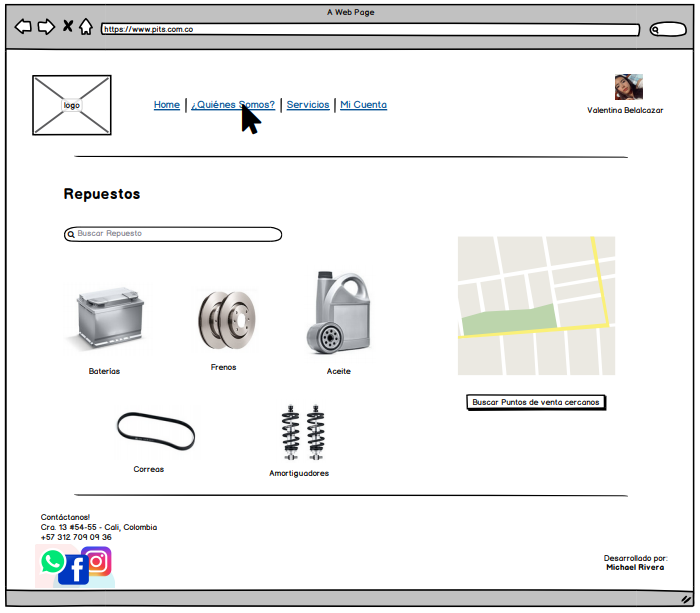 A Web Page
https://www.pits.com.co
logo
Home | ¿Quiénes Somos? | Servicios | Mi Cuenta
Valentina Belalcazar
Repuestos
Buscar Repuesto
Baterías
Frenos
Aceite
Buscar Puntos de venta cercanos
Correas
Amortiguadores
Contáctanos!
Cra. 13 #54-55 - Cali, Colombia
+57 312 709 09 36
Desarrollado por:
Michael Rivera